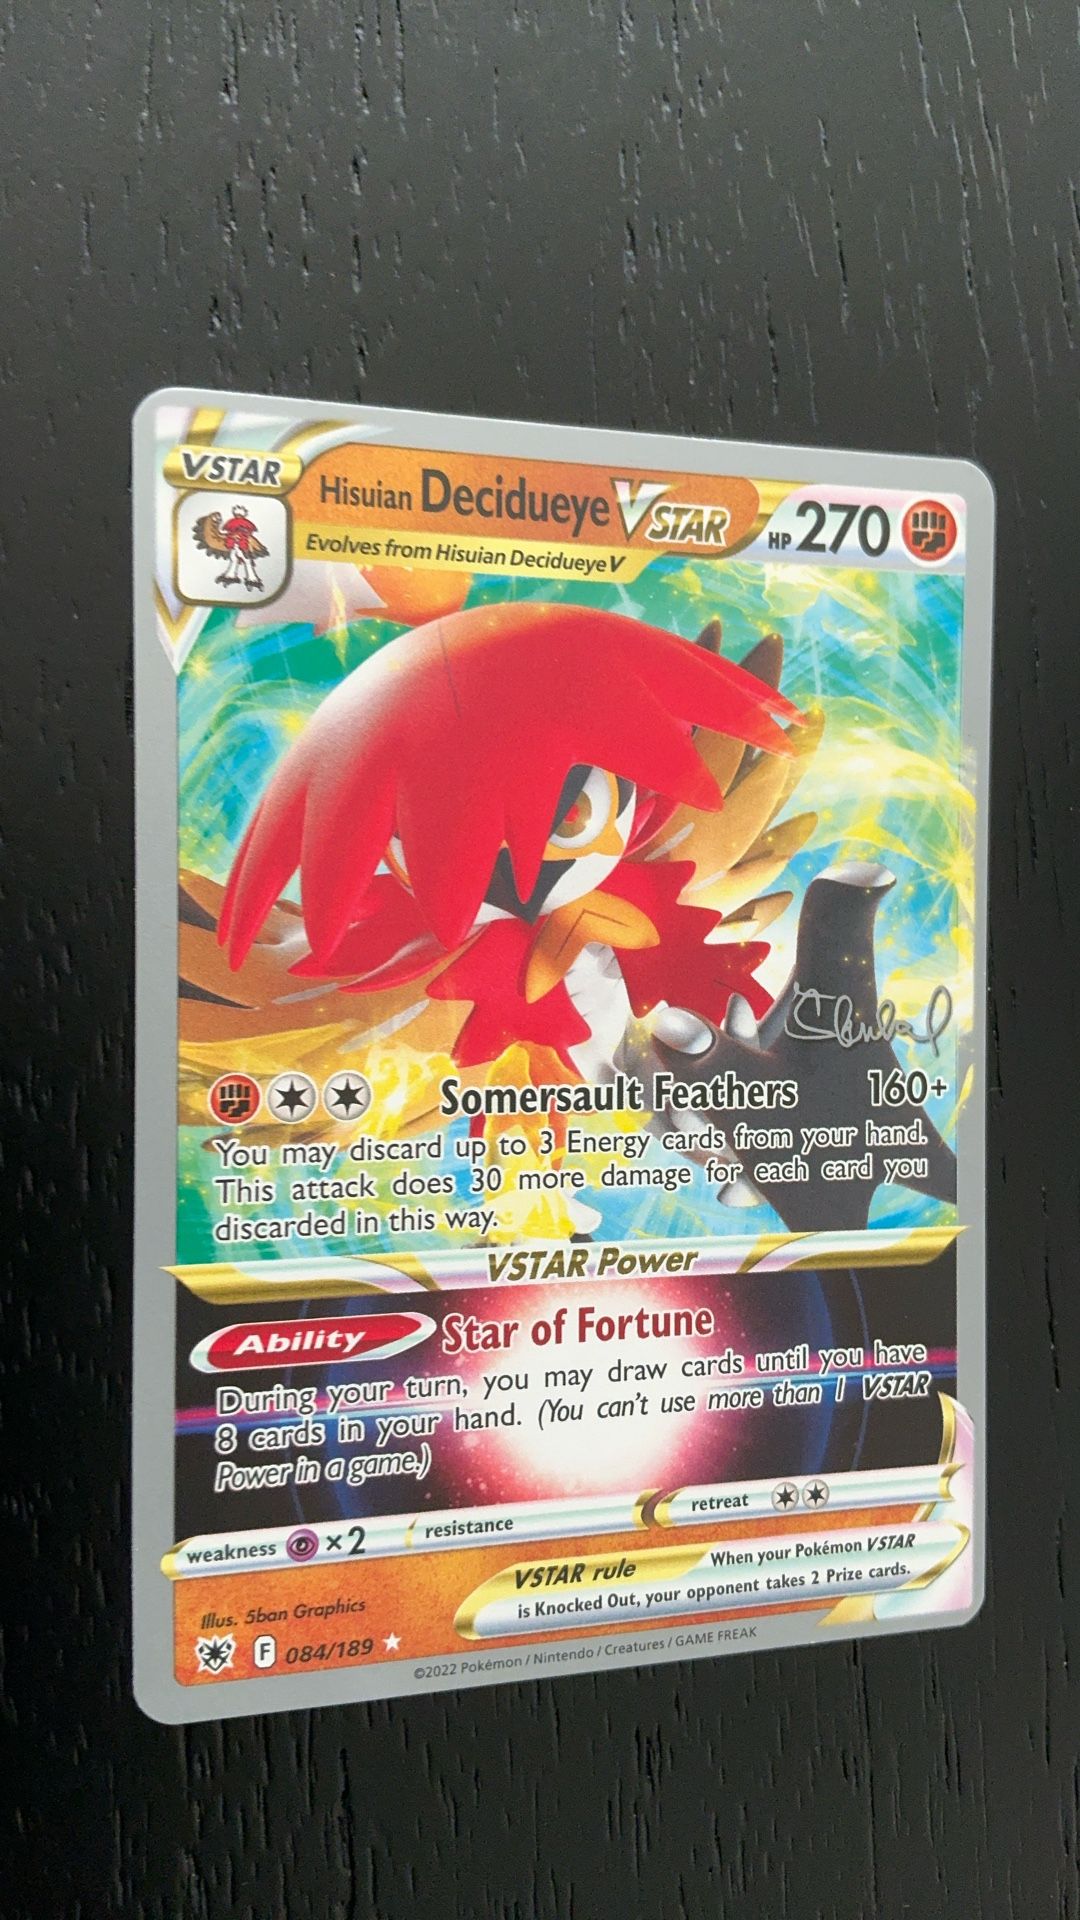 VSTAR
Hisuian Decidueye VSTAR HP 270
Evolves from Hisuian Decidueye V
Somersault Feathers 160+
You may discard up to 3 Energy cards from your hand.
This attack does 30 more damage for each card you
discarded in this way.
VSTAR Power
Ability Star of Fortune
During your turn, you may draw cards until you have
8 cards in your hand. (You can't use more than 1 VSTAR
Power in a game.)
weakness ×2 resistance retreat
VSTAR rule When your Pokémon VSTAR
is Knocked Out, your opponent takes 2 Prize cards.
Illus. 5ban Graphics
F 084/189
©2022 Pokémon / Nintendo / Creatures / GAME FREAK